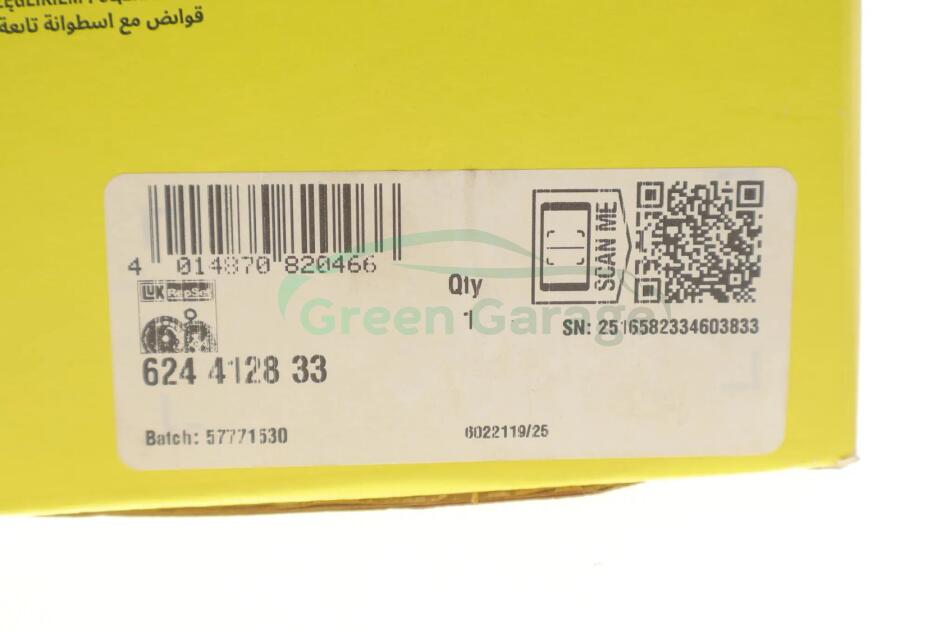 قوابض مع اسطوانة تابعة
4 014870 820466
LuK RepSet
Qty
1
SCAN ME
SN: 2516582334603833
Green Garage
624 4128 33
Batch: 57771530
6022119/25